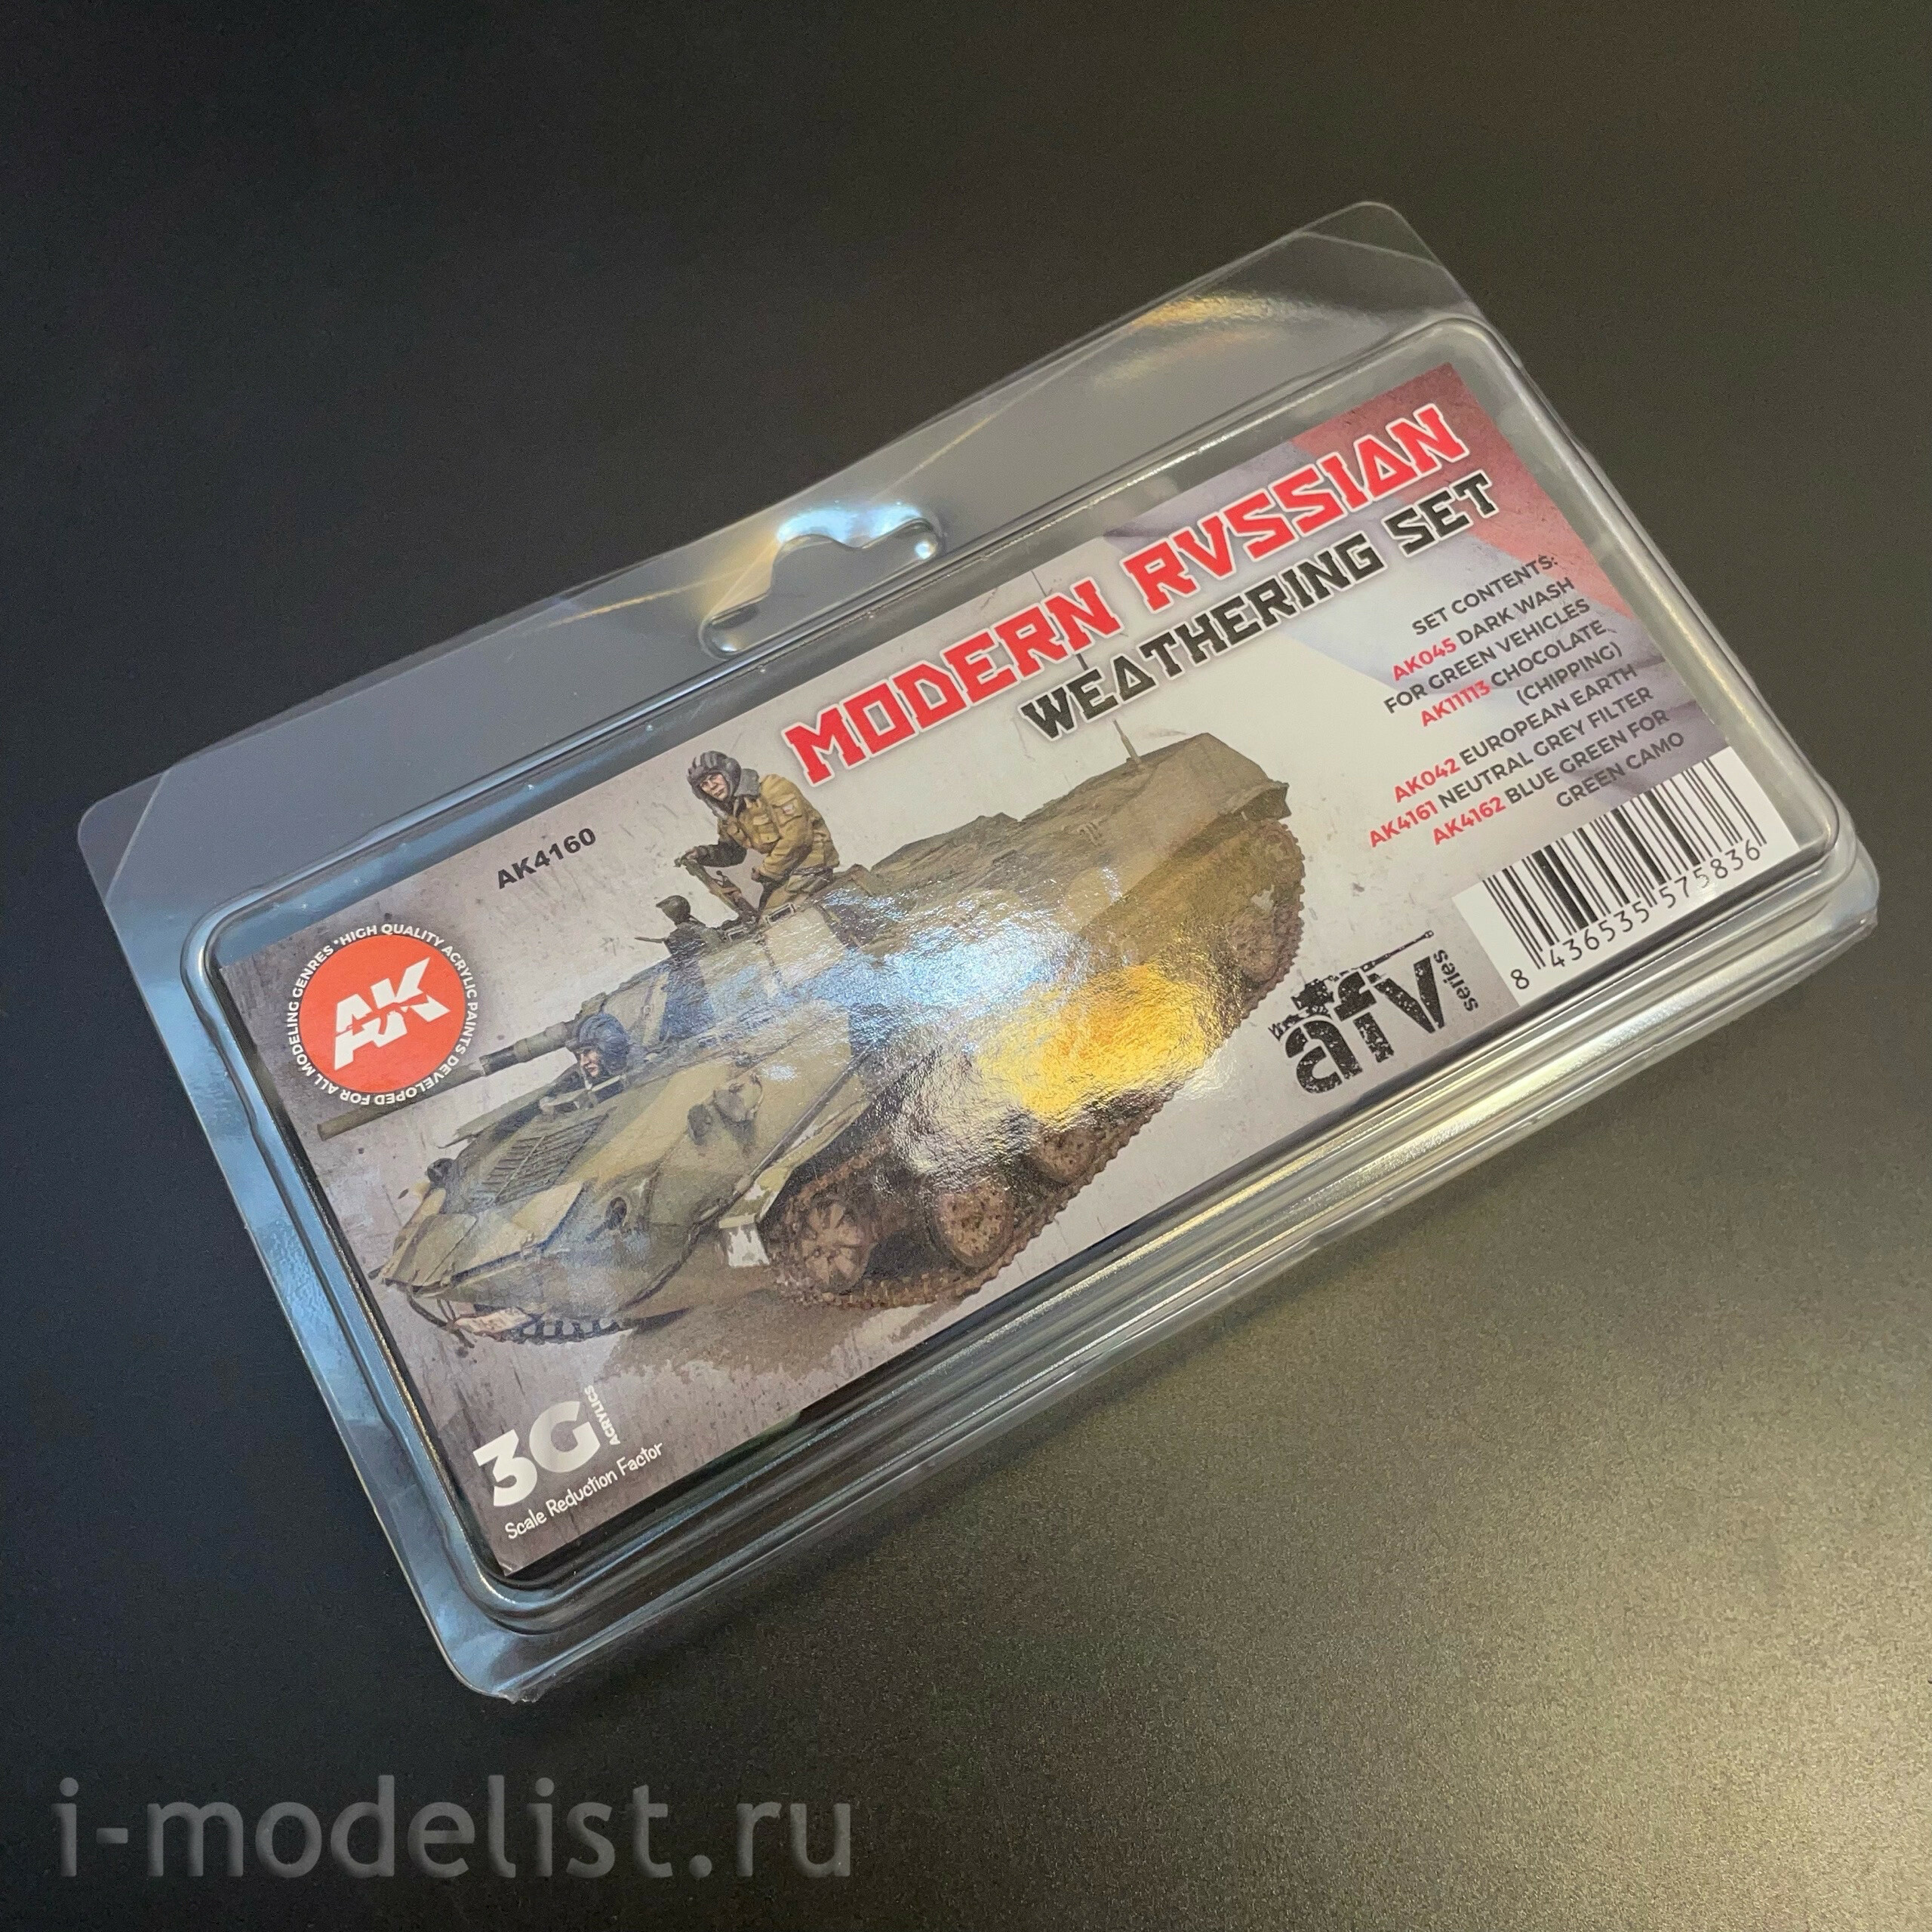 MODERN RVSSIAN
WEATHERING SET
SET CONTENTS:
AK045 DARK WASH
FOR GREEN VEHICLES
AK11113 CHOCOLATE
(CHIPPING)
AK042 EUROPEAN EARTH
AK4161 NEUTRAL GREY FILTER
AK4162 BLUE GREEN FOR
GREEN CAMO
8 436535 575836
AK4160
AK
*HIGH QUALITY ACRYLIC PAINTS DEVELOPED FOR ALL MODELING GENRES
afv series
3G ACRYLICS
Scale Reduction Factor
i-modelist.ru